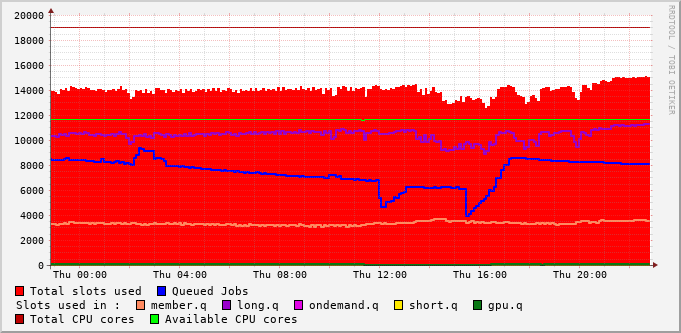 RRDTOOL / TOBI OETIKER
20000
18000
16000
14000
12000
10000
8000
6000
4000
2000
0
Thu 00:00 Thu 04:00 Thu 08:00 Thu 12:00 Thu 16:00 Thu 20:00
Total slots used Queued Jobs
Slots used in : member.q long.q ondemand.q short.q gpu.q
Total CPU cores Available CPU cores